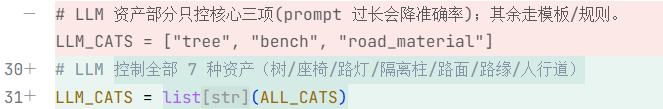 − # LLM 资产部分只控核心三项(prompt 过长会降准确率)；其余走模板/规则。
LLM_CATS = ["tree", "bench", "road_material"]
30+ # LLM 控制全部 7 种资产（树/座椅/路灯/隔离柱/路面/路缘/人行道）
31+ LLM_CATS = list[str](ALL_CATS)